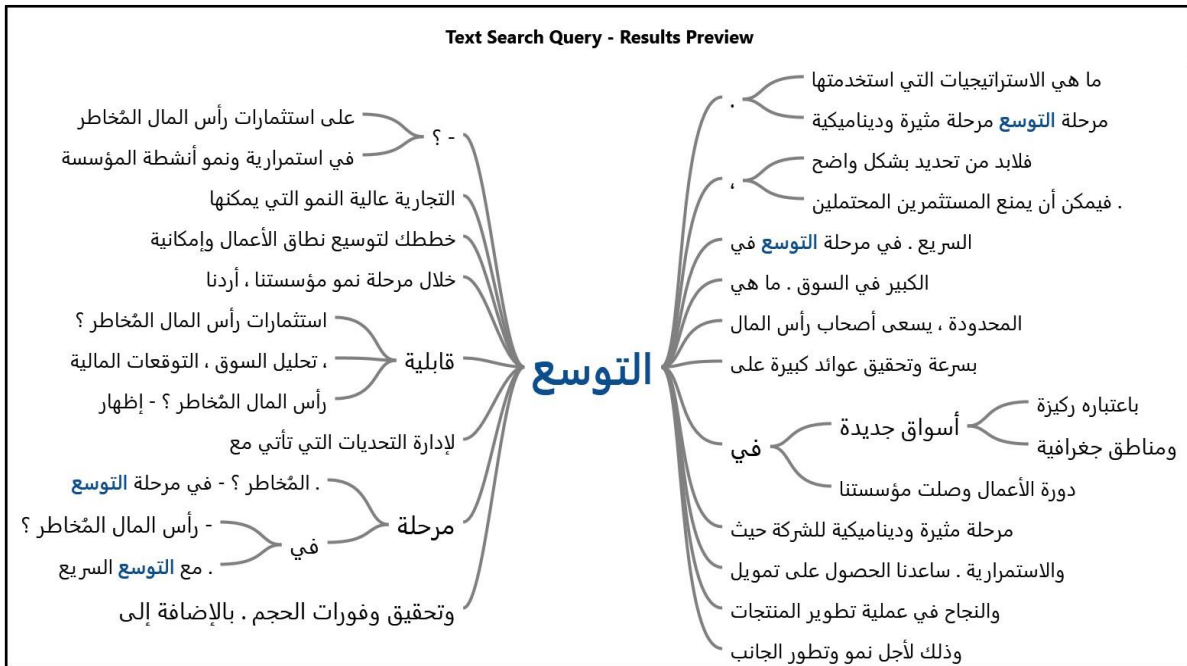 Text Search Query - Results Preview
ما هي الاستراتيجيات التي استخدمتها
.
مرحلة التوسع مرحلة مثيرة وديناميكية
فلابد من تحديد بشكل واضح
،
. فيمكن أن يمنع المستثمرين المحتملين
السريع . في مرحلة التوسع في
الكبير في السوق . ما هي
المحدودة ، يسعى أصحاب رأس المال
بسرعة وتحقيق عوائد كبيرة على
باعتباره ركيزة
أسواق جديدة
ومناطق جغرافية
في
دورة الأعمال وصلت مؤسستنا
مرحلة مثيرة وديناميكية للشركة حيث
والاستمرارية . ساعدنا الحصول على تمويل
والنجاح في عملية تطوير المنتجات
وذلك لأجل نمو وتطور الجانب
التوسع
على استثمارات رأس المال المُخاطر
- ؟
في استمرارية ونمو أنشطة المؤسسة
التجارية عالية النمو التي يمكنها
خططك لتوسيع نطاق الأعمال وإمكانية
خلال مرحلة نمو مؤسستنا ، أردنا
استثمارات رأس المال المُخاطر ؟
قابلية
، تحليل السوق ، التوقعات المالية
رأس المال المُخاطر ؟ - إظهار
لإدارة التحديات التي تأتي مع
. المُخاطر ؟ - في مرحلة التوسع
مرحلة
- رأس المال المُخاطر ؟
في
. مع التوسع السريع
وتحقيق وفورات الحجم . بالإضافة إلى